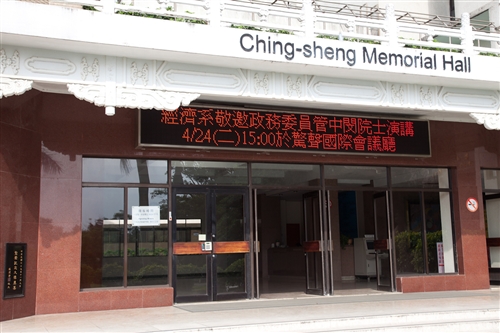 Ching-sheng Memorial Hall
經濟系敬邀政務委員管中閔院士演講
4/24(二)15:00於驚聲國際會議廳